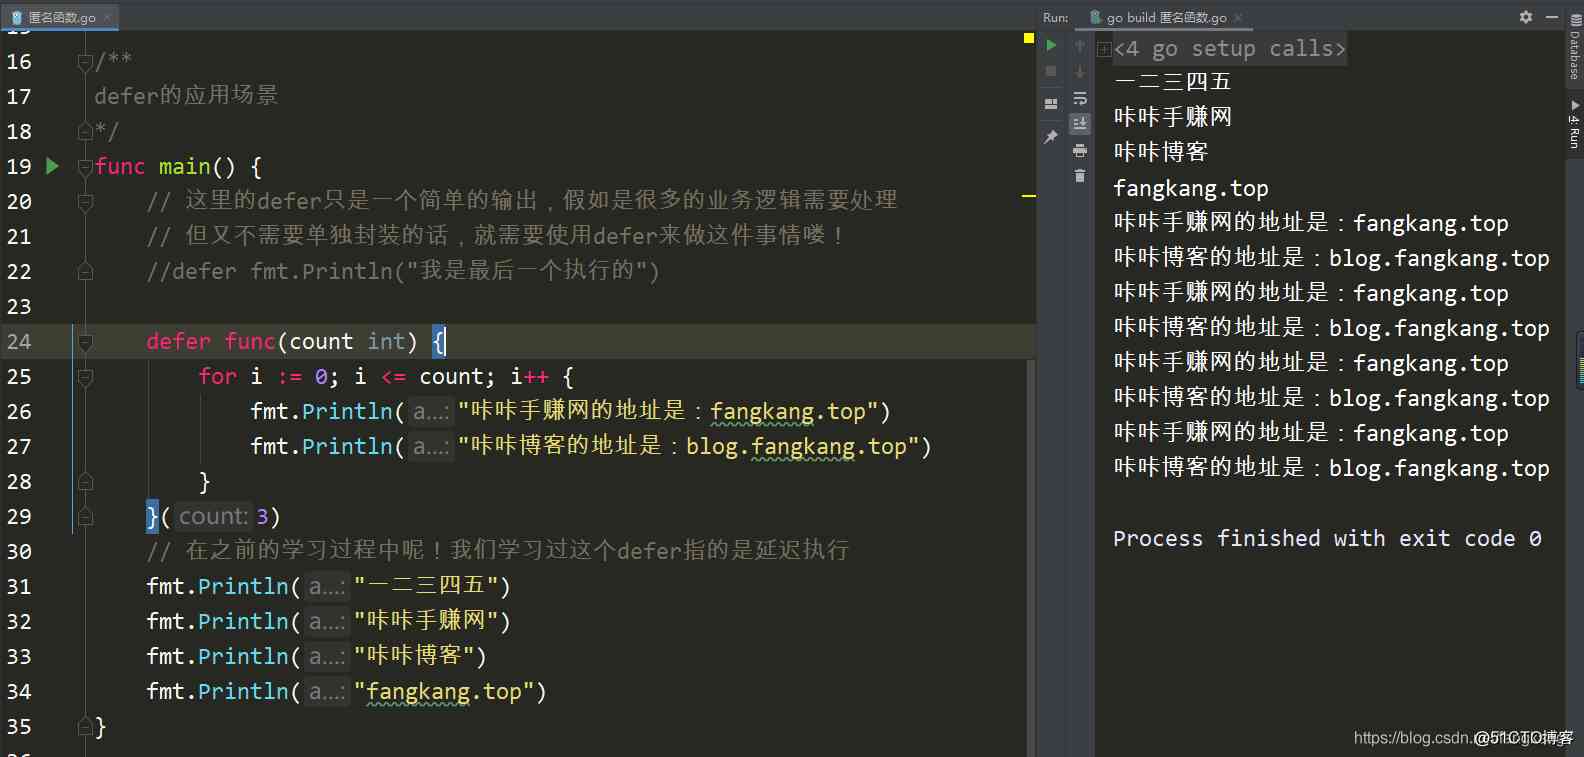 匿名函数.go
Run:
go build 匿名函数.go
16 /**
17 defer的应用场景
18 */
19 func main() {
20 // 这里的defer只是一个简单的输出，假如是很多的业务逻辑需要处理
21 // 但又不需要单独封装的话，就需要使用defer来做这件事情喽！
22 //defer fmt.Println("我是最后一个执行的")
23
24 defer func(count int) {
25 for i := 0; i <= count; i++ {
26 fmt.Println( a...: "咔咔手赚网的地址是：fangkang.top")
27 fmt.Println( a...: "咔咔博客的地址是：blog.fangkang.top")
28 }
29 }( count: 3)
30 // 在之前的学习过程中呢！我们学习过这个defer指的是延迟执行
31 fmt.Println( a...: "一二三四五")
32 fmt.Println( a...: "咔咔手赚网")
33 fmt.Println( a...: "咔咔博客")
34 fmt.Println( a...: "fangkang.top")
35 }
<4 go setup calls>
一二三四五
咔咔手赚网
咔咔博客
fangkang.top
咔咔手赚网的地址是：fangkang.top
咔咔博客的地址是：blog.fangkang.top
咔咔手赚网的地址是：fangkang.top
咔咔博客的地址是：blog.fangkang.top
咔咔手赚网的地址是：fangkang.top
咔咔博客的地址是：blog.fangkang.top
咔咔手赚网的地址是：fangkang.top
咔咔博客的地址是：blog.fangkang.top
Process finished with exit code 0
Database
4: Run
https://blog.csdn.
@51CTO博客